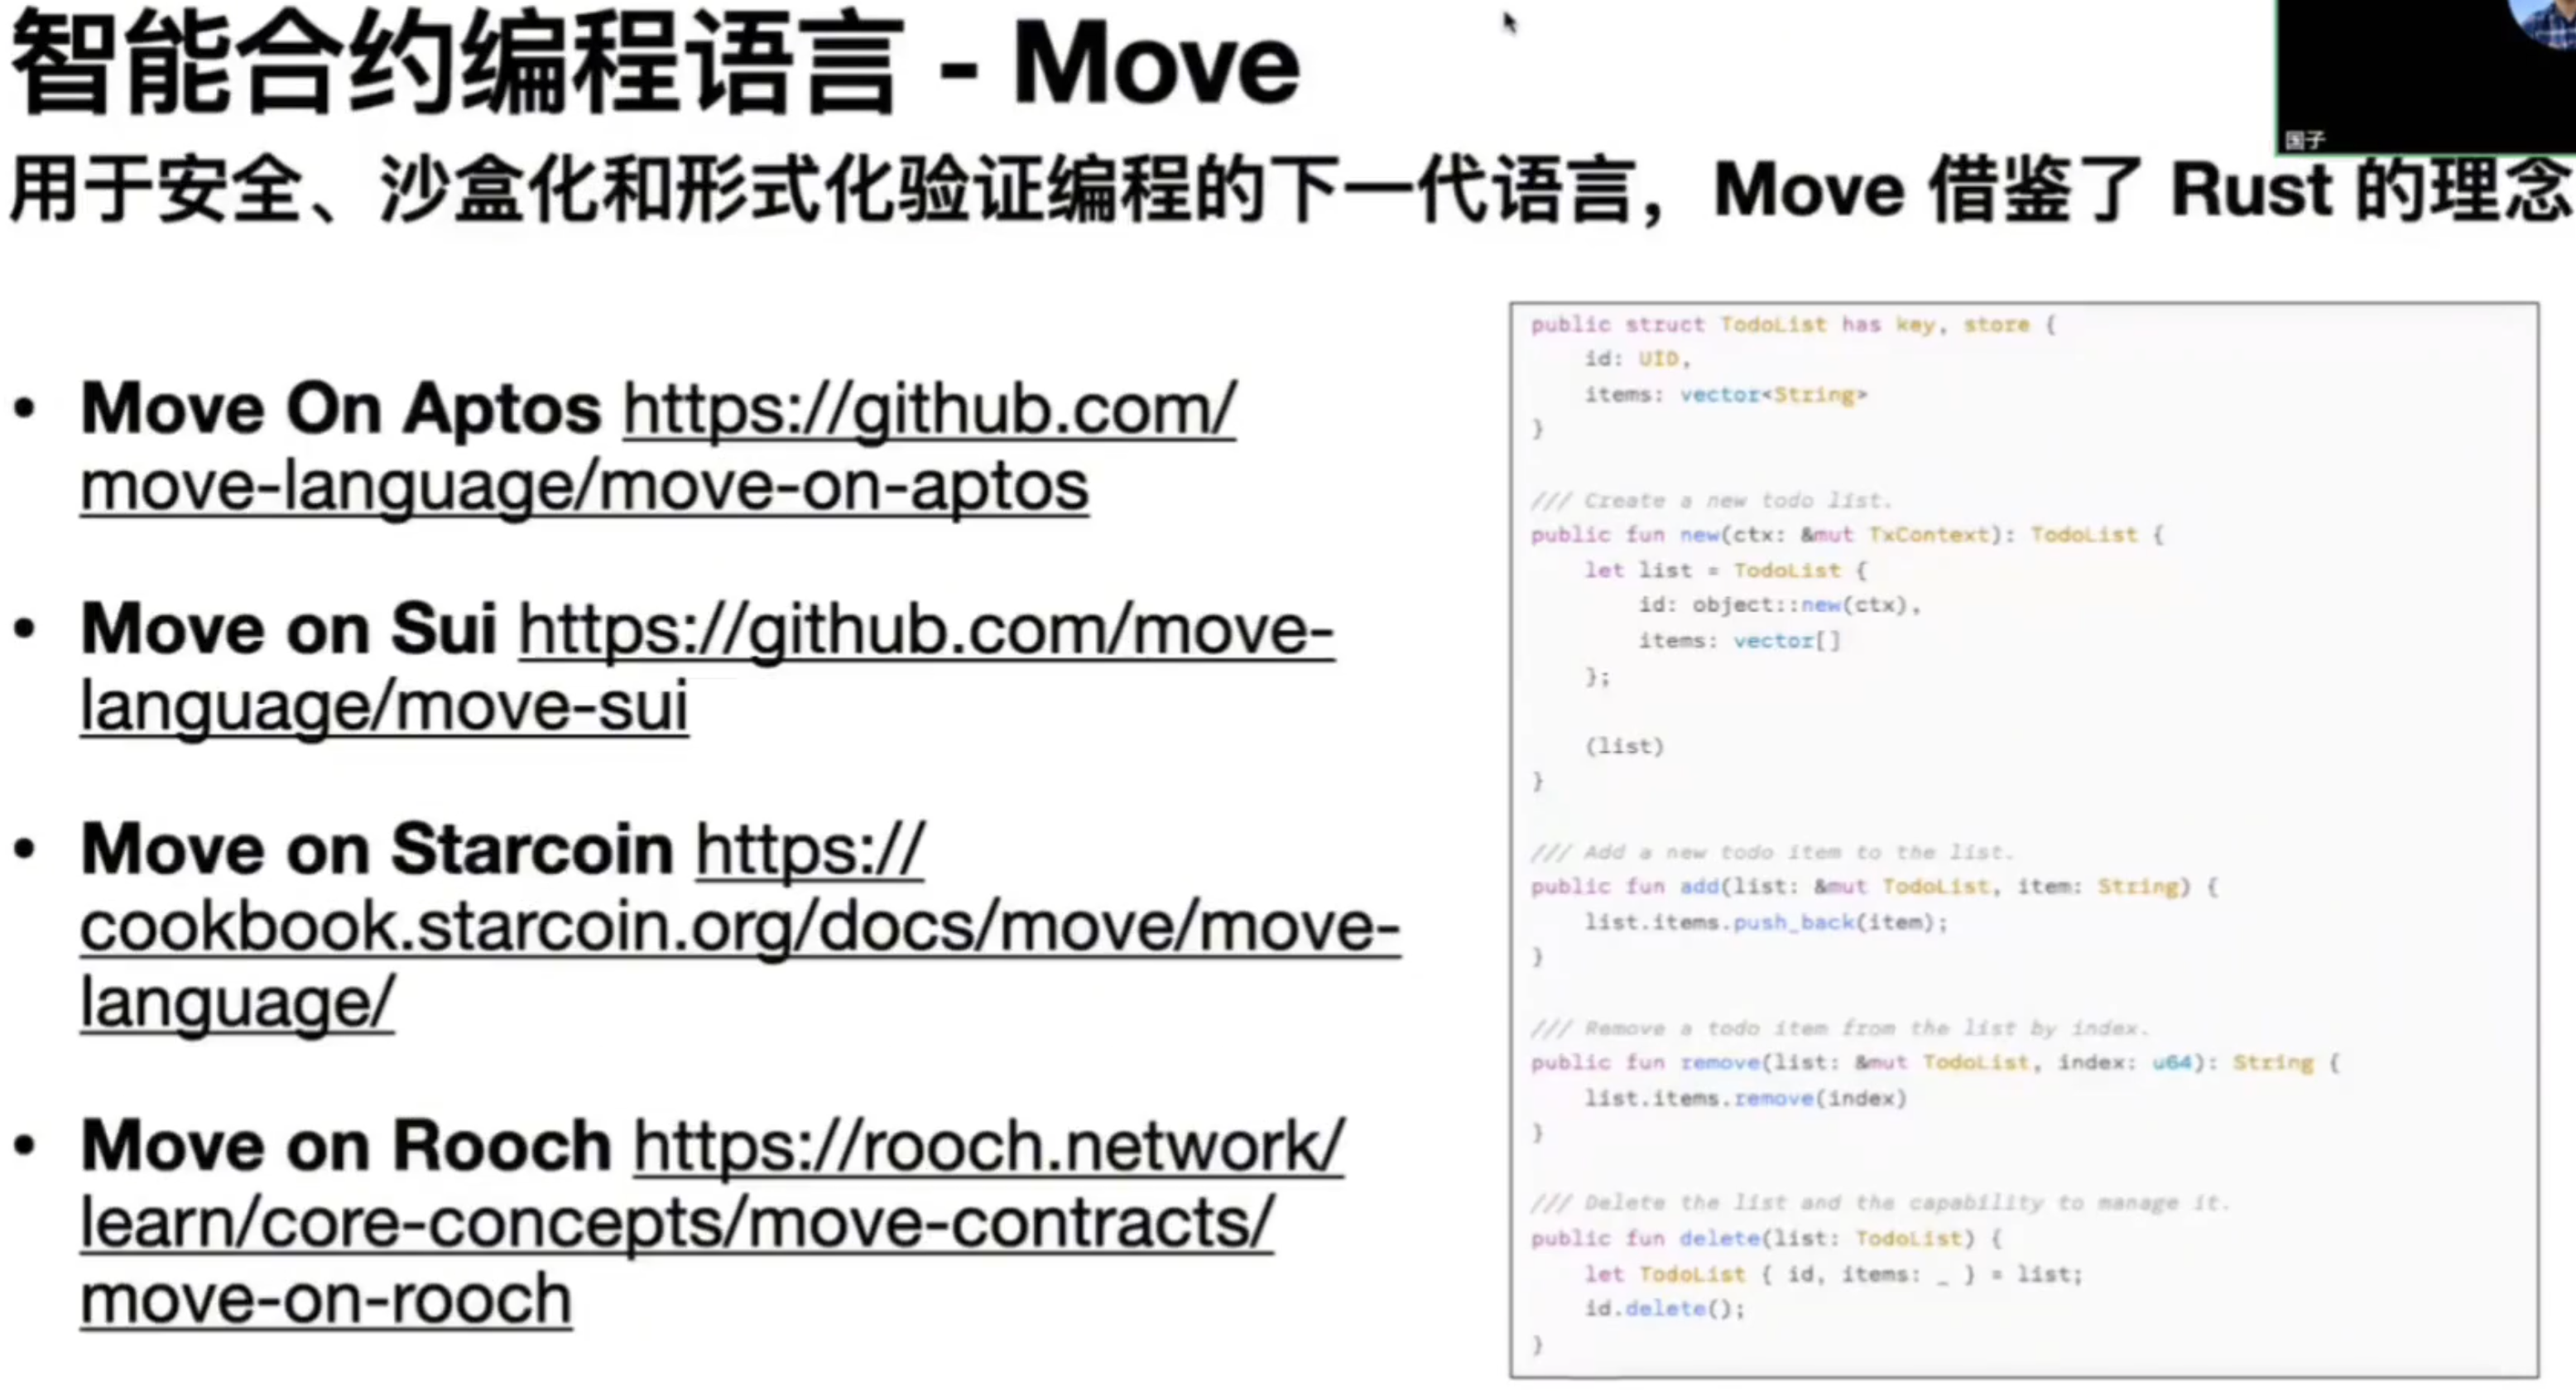 智能合约编程语言 - Move
国子
用于安全、沙盒化和形式化验证编程的下一代语言，Move 借鉴了 Rust 的理念
• Move On Aptos https://github.com/
move-language/move-on-aptos
• Move on Sui https://github.com/move-
language/move-sui
• Move on Starcoin https://
cookbook.starcoin.org/docs/move/move-
language/
• Move on Rooch https://rooch.network/
learn/core-concepts/move-contracts/
move-on-rooch
public struct TodoList has key, store {
    id: UID,
    items: vector<String>
}
/// Create a new todo list.
public fun new(ctx: &mut TxContext): TodoList {
    let list = TodoList {
        id: object::new(ctx),
        items: vector[]
    };
    (list)
}
/// Add a new todo item to the list.
public fun add(list: &mut TodoList, item: String) {
    list.items.push_back(item);
}
/// Remove a todo item from the list by index.
public fun remove(list: &mut TodoList, index: u64): String {
    list.items.remove(index)
}
/// Delete the list and the capability to manage it.
public fun delete(list: TodoList) {
    let TodoList { id, items: _ } = list;
    id.delete();
}